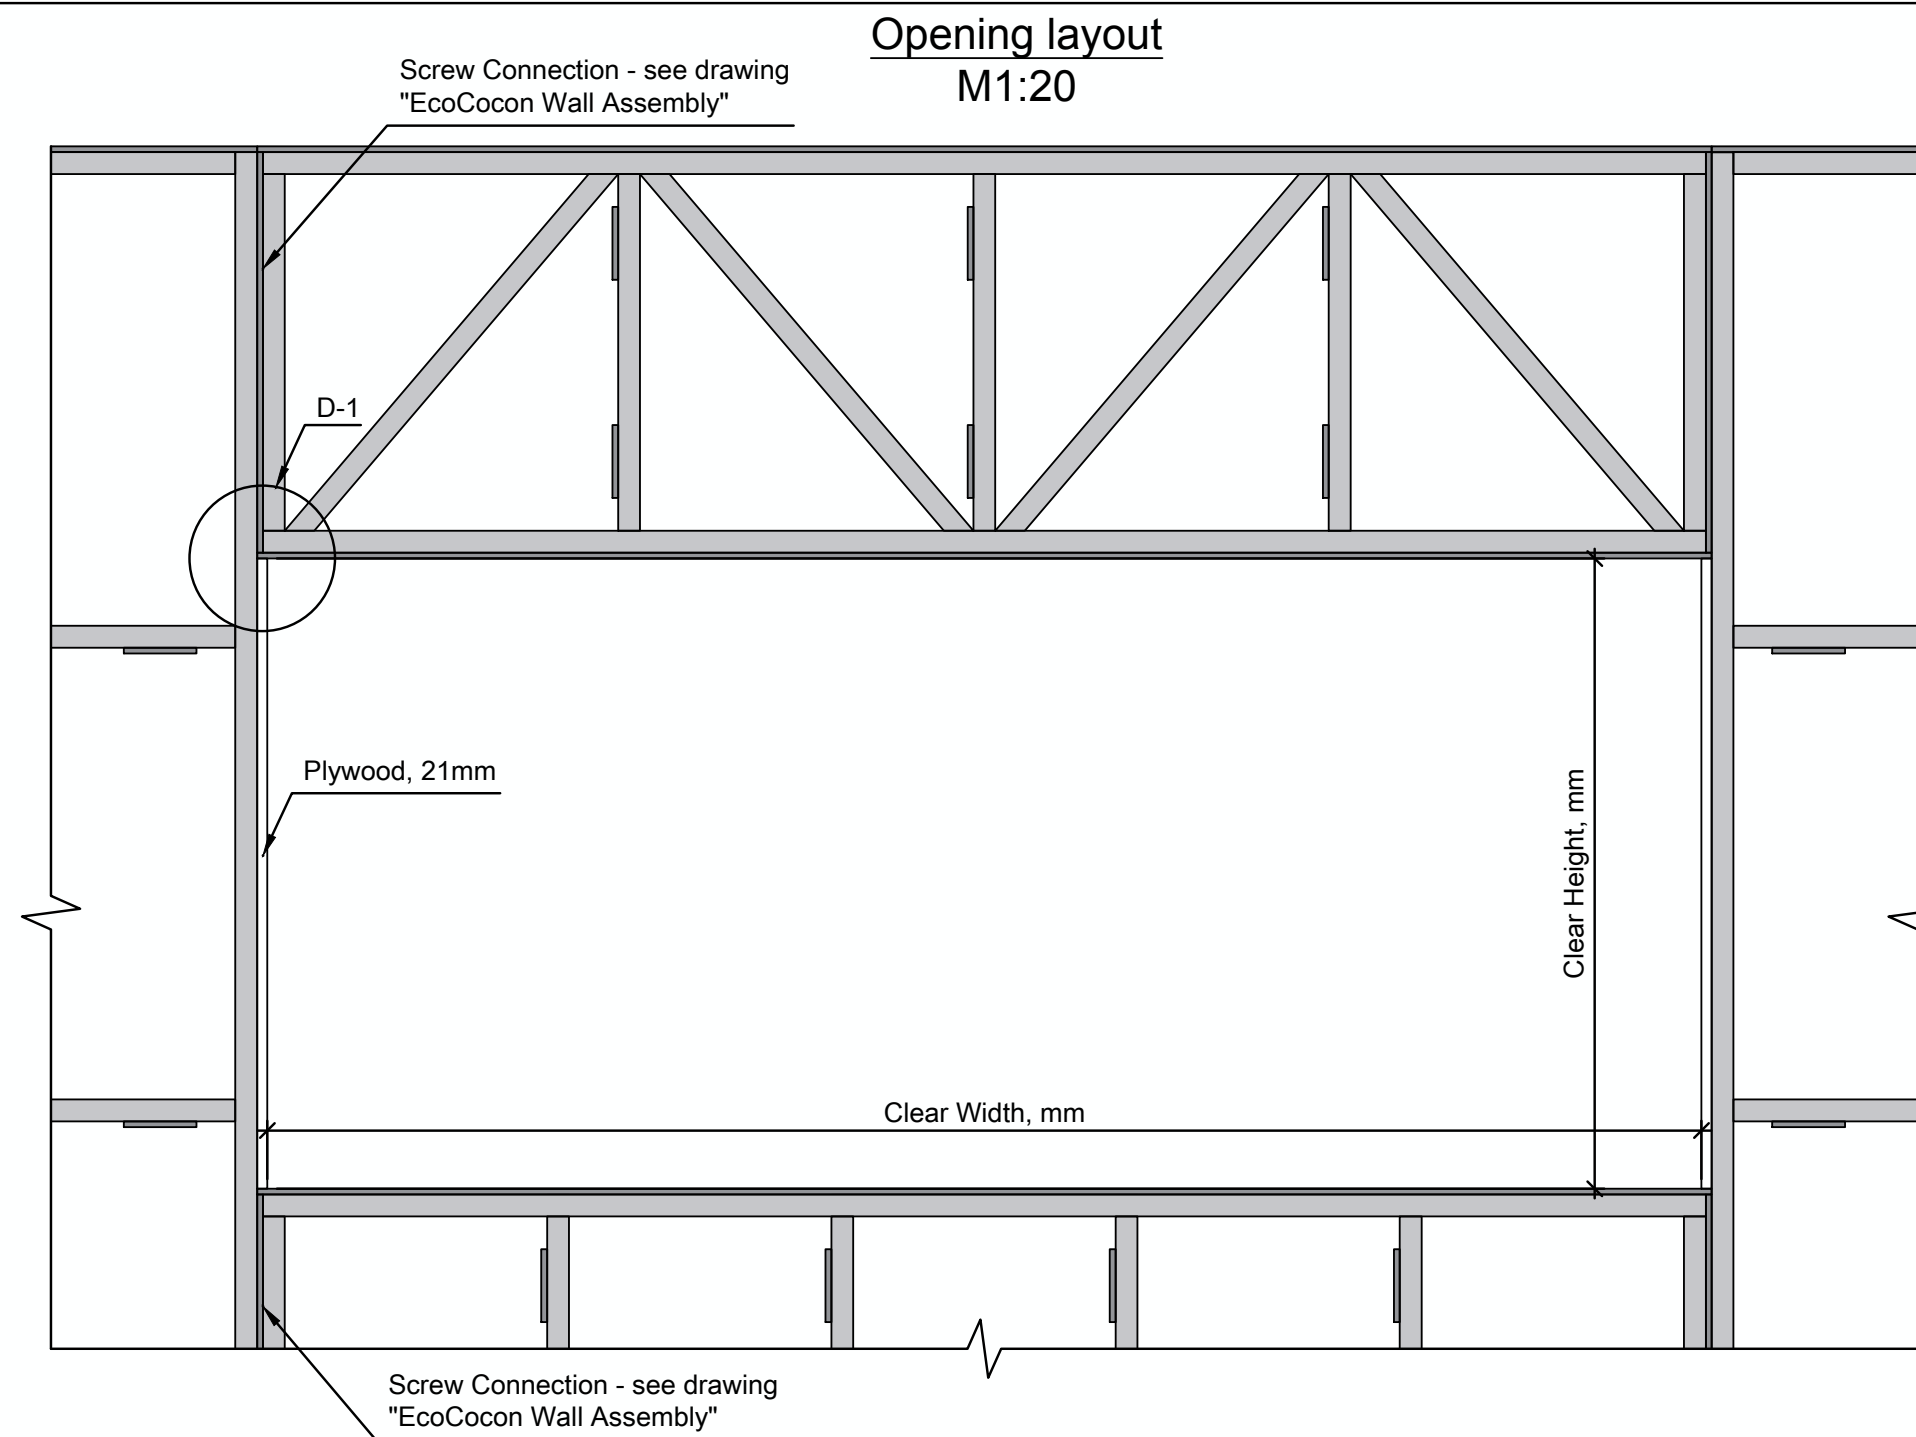 Opening layout
M1:20
Screw Connection - see drawing
"EcoCocon Wall Assembly"
D-1
Plywood, 21mm
Clear Height, mm
Clear Width, mm
Screw Connection - see drawing
"EcoCocon Wall Assembly"